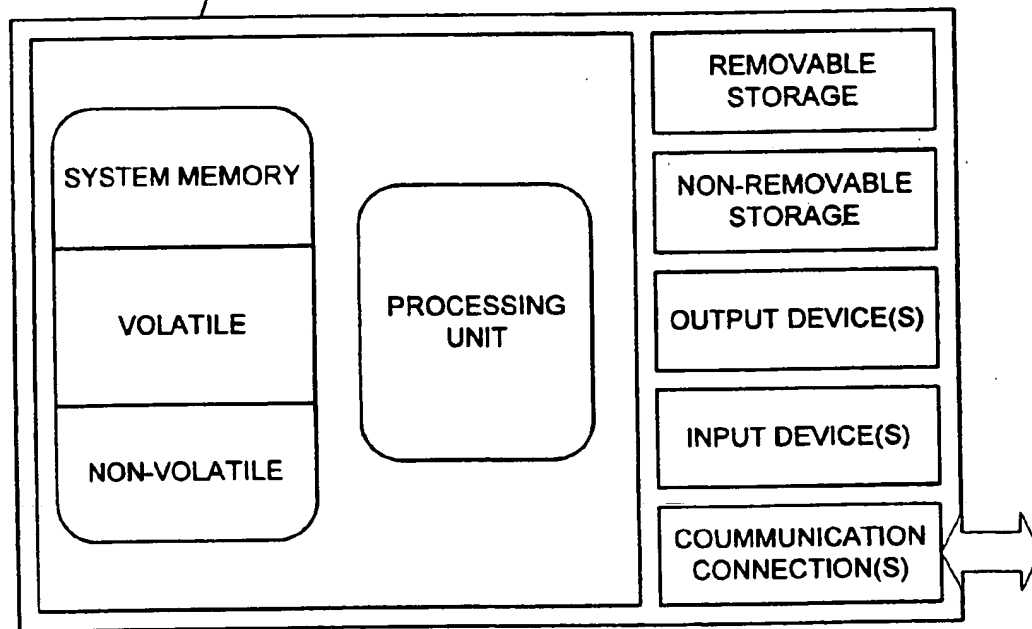 SYSTEM MEMORY
VOLATILE
NON-VOLATILE
PROCESSING
UNIT
REMOVABLE
STORAGE
NON-REMOVABLE
STORAGE
OUTPUT DEVICE(S)
INPUT DEVICE(S)
COUMMUNICATION
CONNECTION(S)